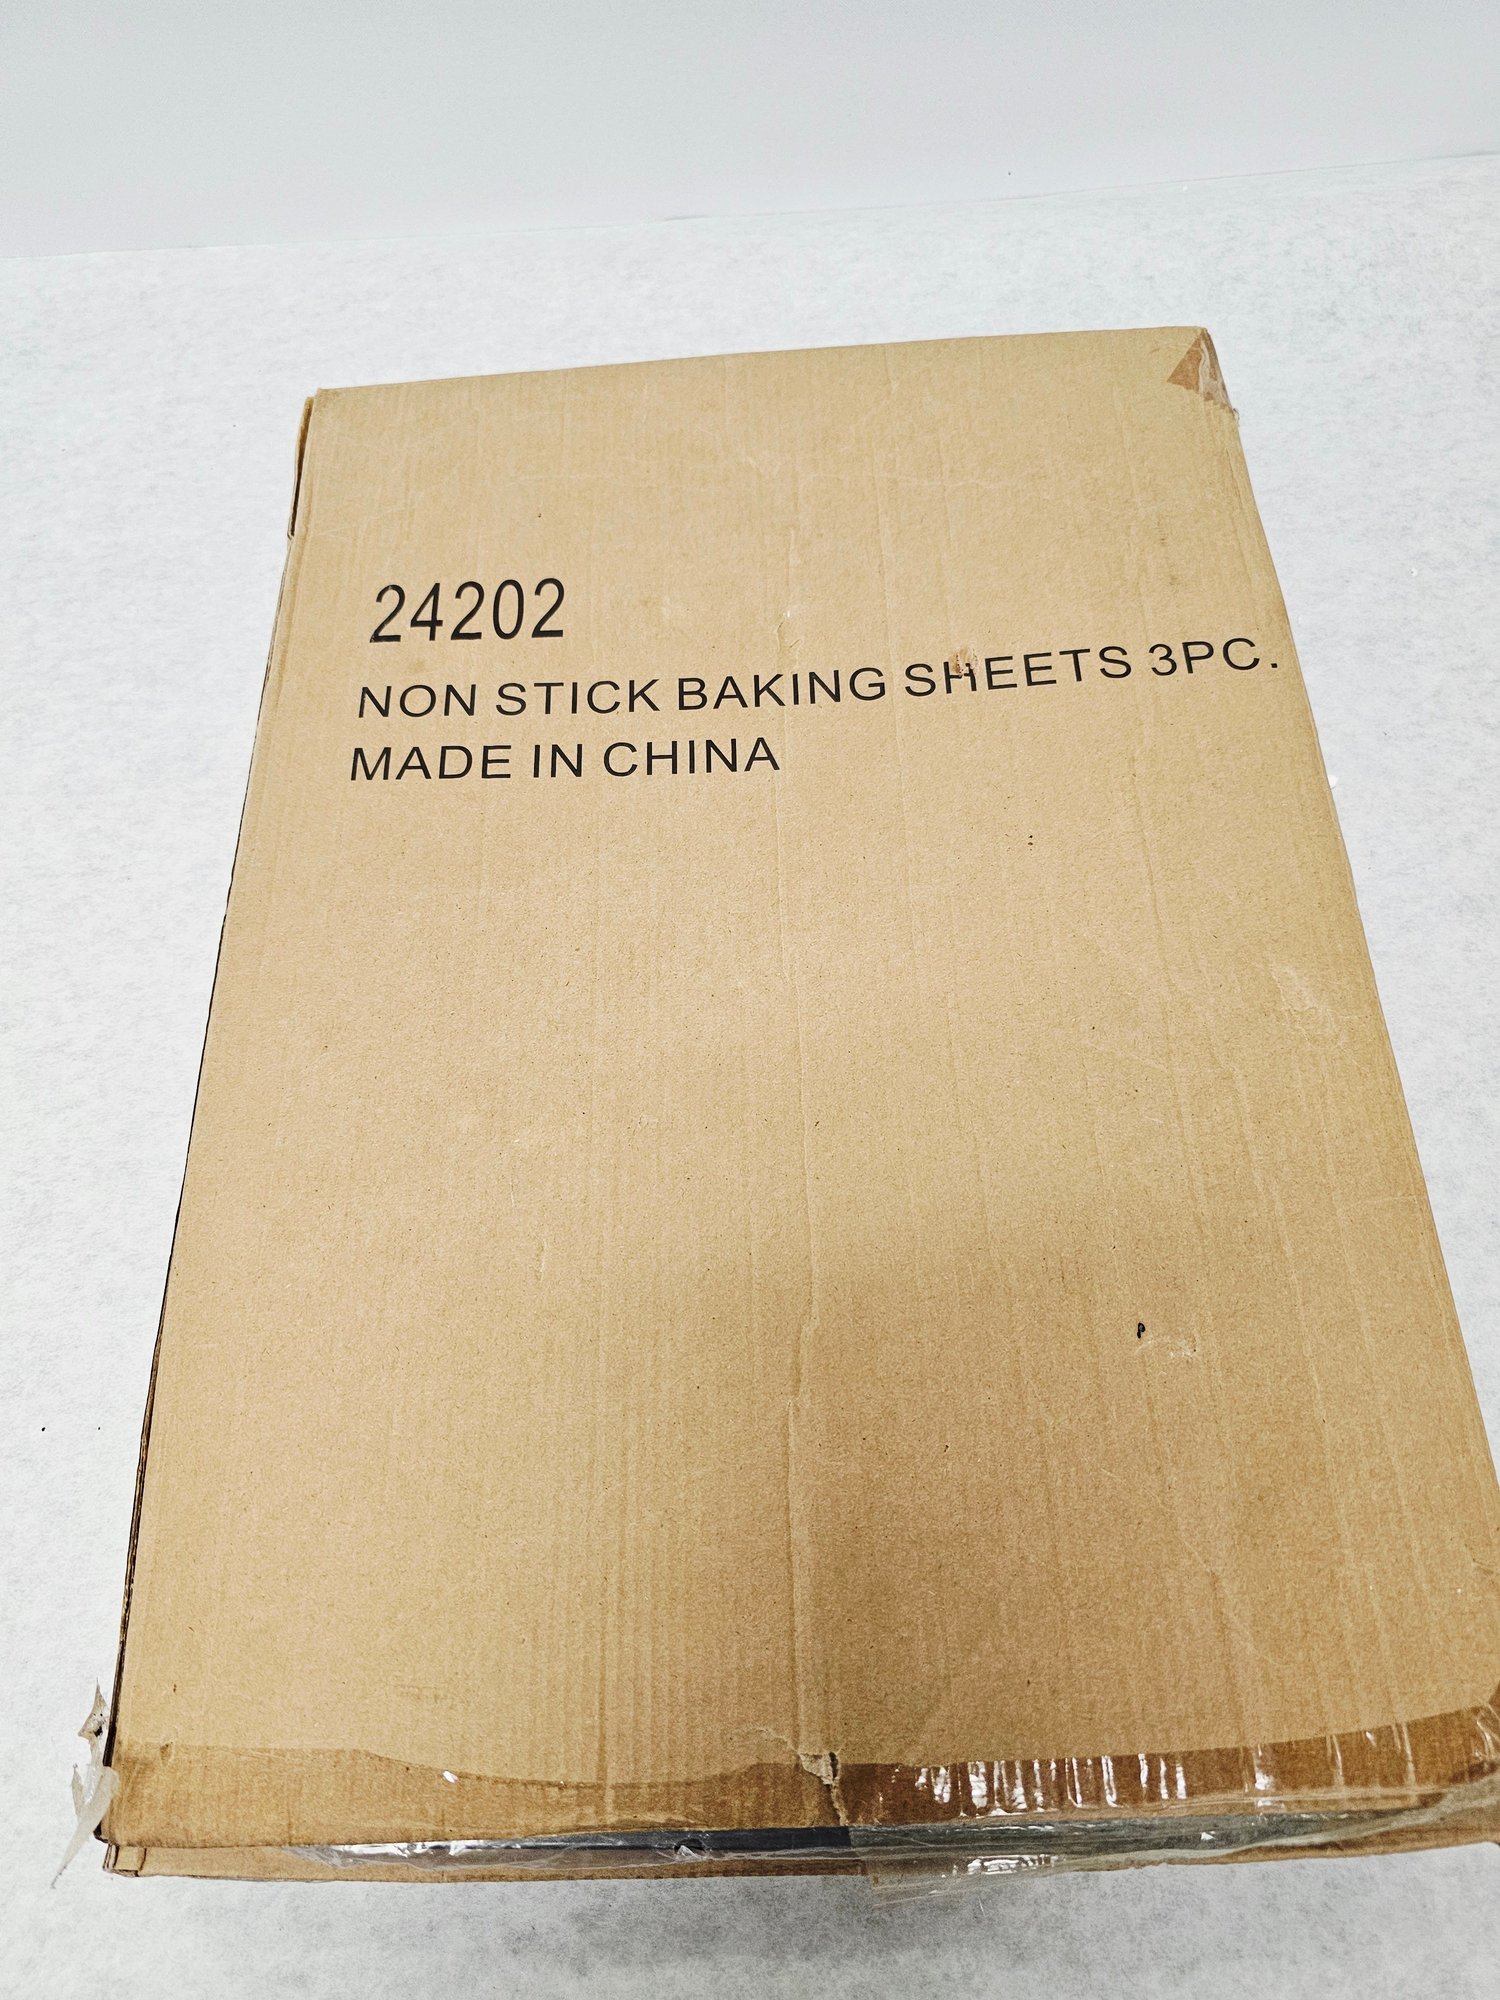 24202
NON STICK BAKING SHEETS 3PC.
MADE IN CHINA